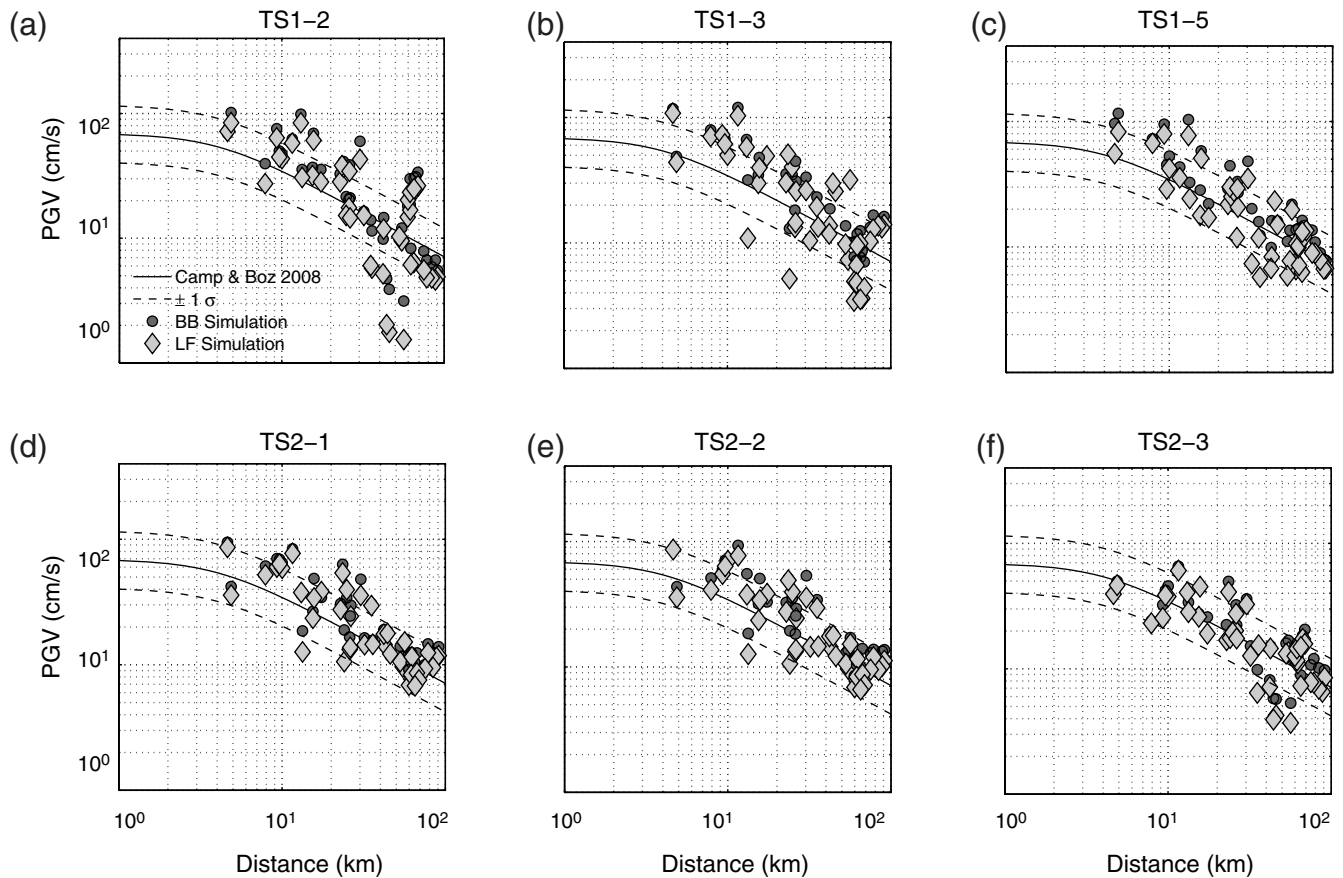 (a) TS1−2
(b) TS1−3
(c) TS1−5
PGV (cm/s)
10²
10¹
10⁰
Camp & Boz 2008
± 1 σ
BB Simulation
LF Simulation
(d) TS2−1
(e) TS2−2
(f) TS2−3
PGV (cm/s)
10²
10¹
10⁰
10⁰ 10¹ 10²
10⁰ 10¹ 10²
10⁰ 10¹ 10²
Distance (km)
Distance (km)
Distance (km)